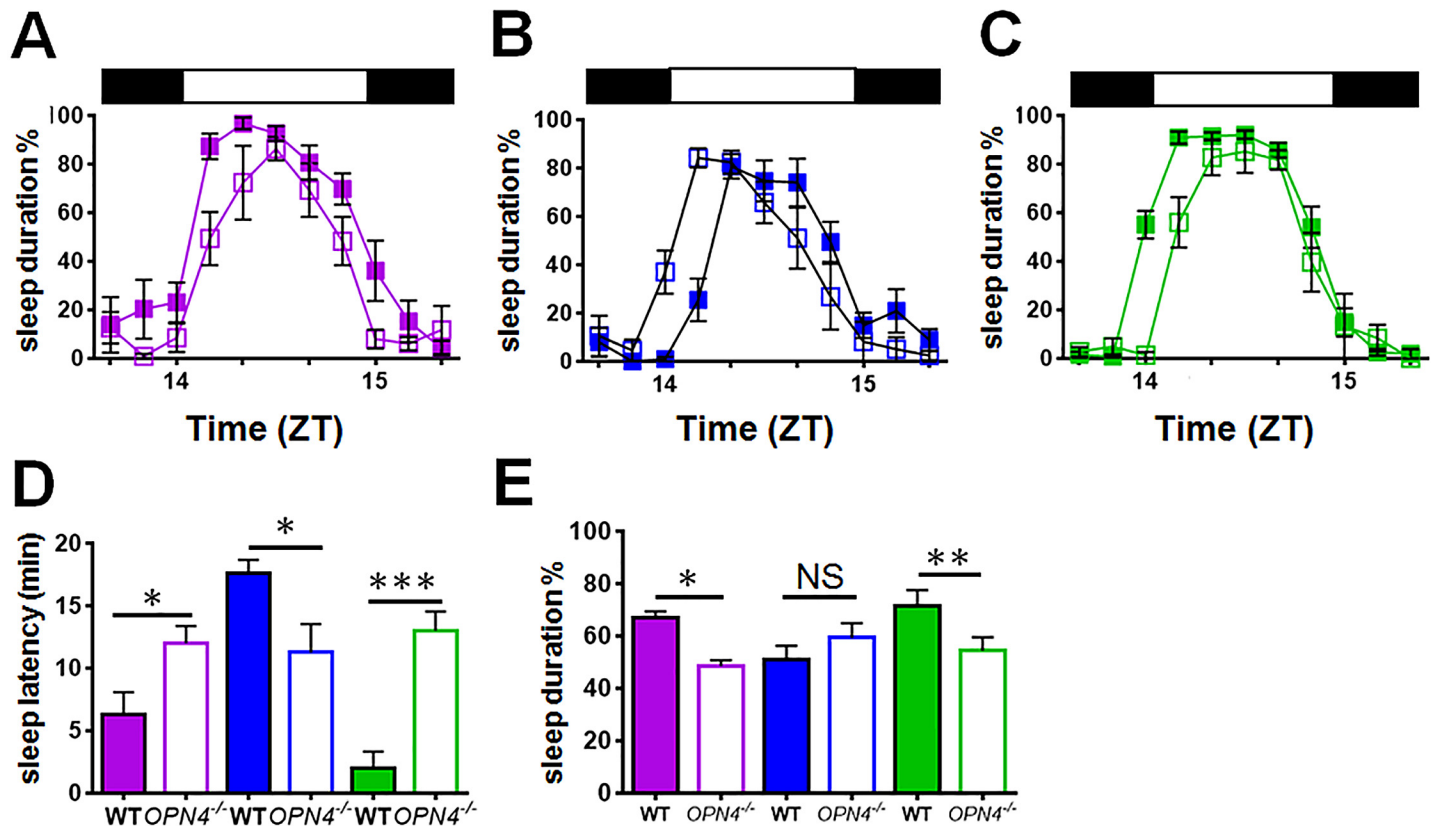 A
B
C
sleep duration %
100
80
60
40
20
0
14
15
Time (ZT)
sleep duration %
100
80
60
40
20
0
14
15
Time (ZT)
sleep duration %
100
80
60
40
20
0
14
15
Time (ZT)
D
E
sleep latency (min)
20
15
10
5
0
*
*
***
WT OPN4-/- WT OPN4-/- WT OPN4-/-
sleep duration %
100
80
60
40
20
0
*
NS
**
WT OPN4-/- WT OPN4-/- WT OPN4-/-